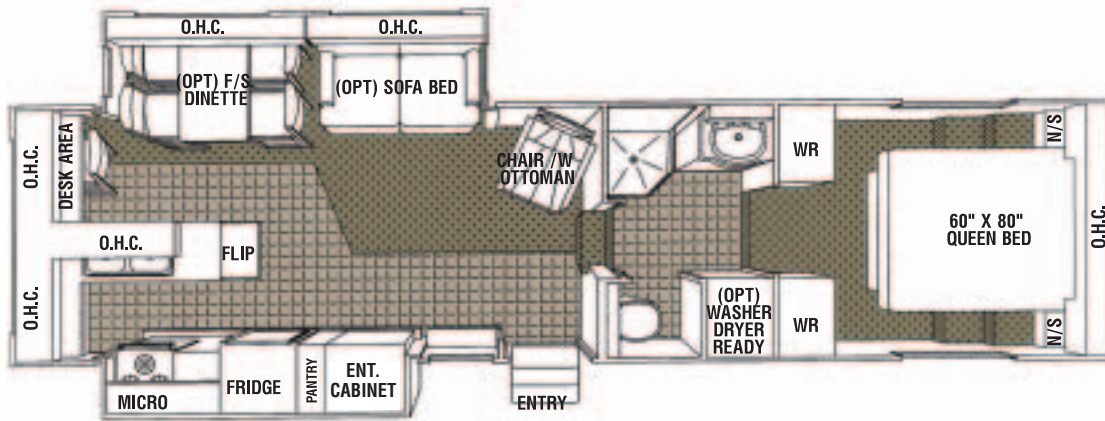 O.H.C.
O.H.C.
(OPT) F/S
DINETTE
(OPT) SOFA BED
O.H.C.
DESK AREA
CHAIR /W
OTTOMAN
WR
N/S
60" X 80"
QUEEN BED
O.H.C.
O.H.C.
FLIP
O.H.C.
(OPT)
WASHER
DRYER
READY
WR
N/S
MICRO
FRIDGE
PANTRY
ENT.
CABINET
ENTRY